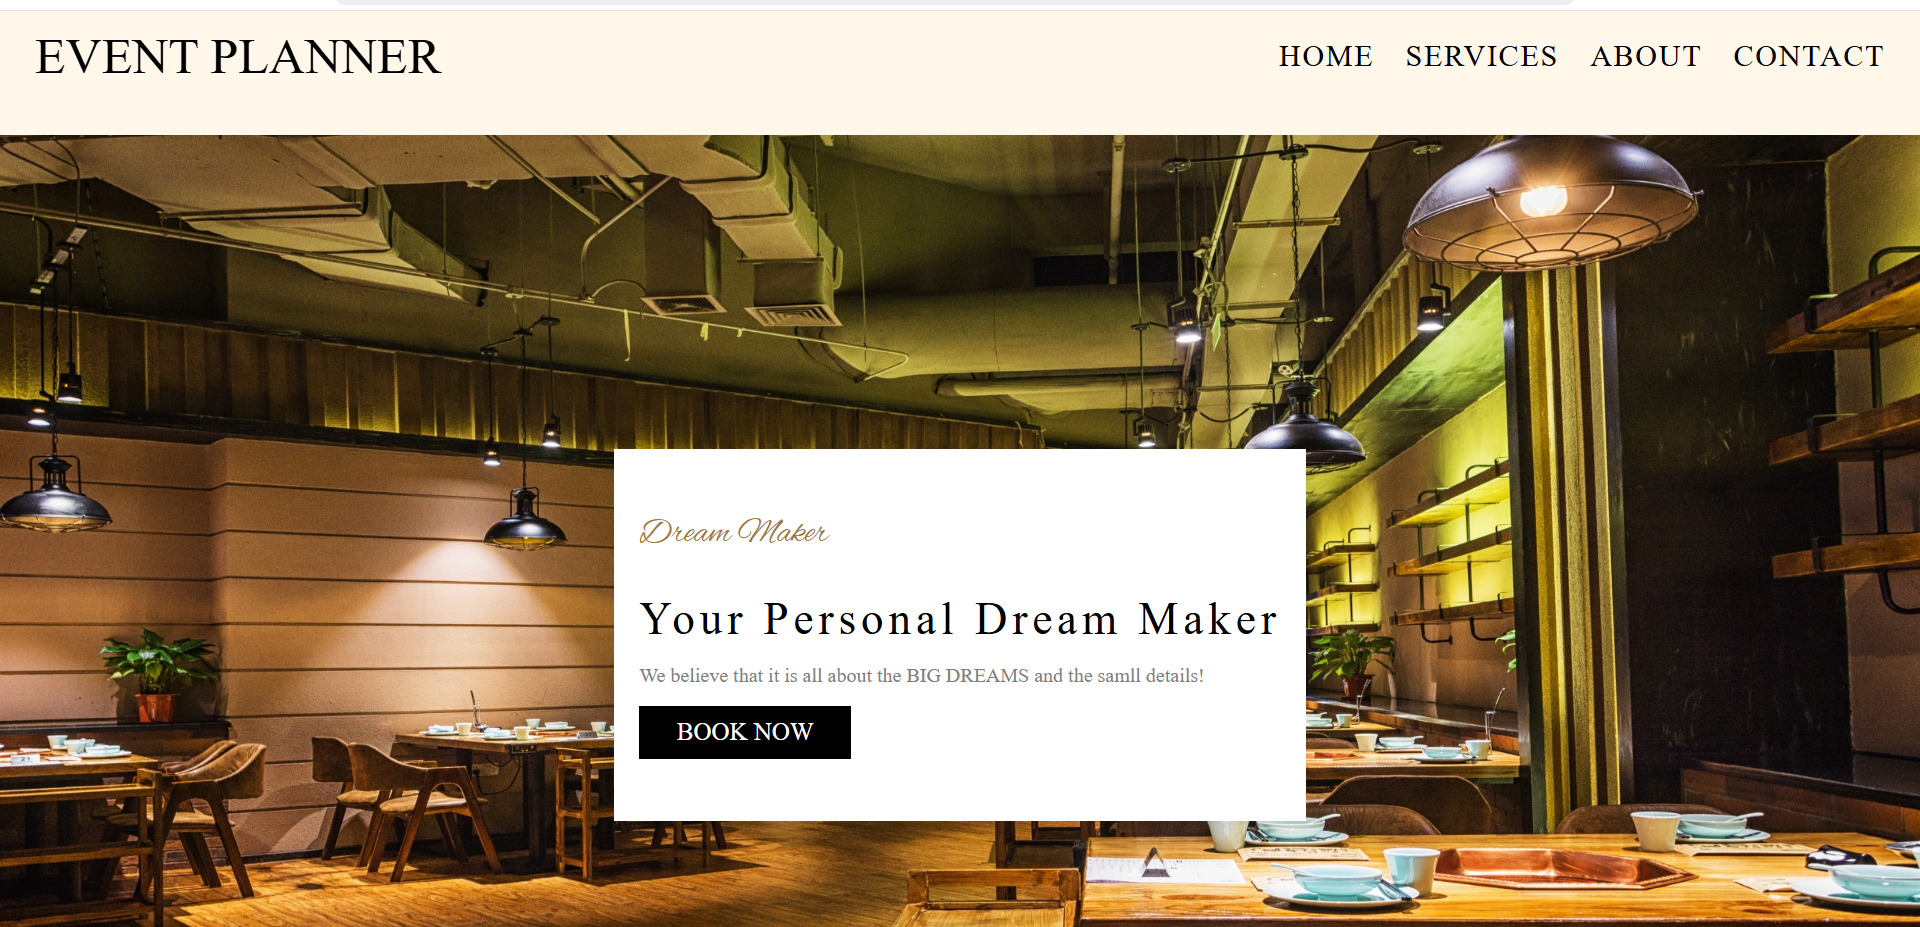 EVENT PLANNER
HOME SERVICES ABOUT CONTACT
Dream Maker
Your Personal Dream Maker
We believe that it is all about the BIG DREAMS and the samll details!
BOOK NOW